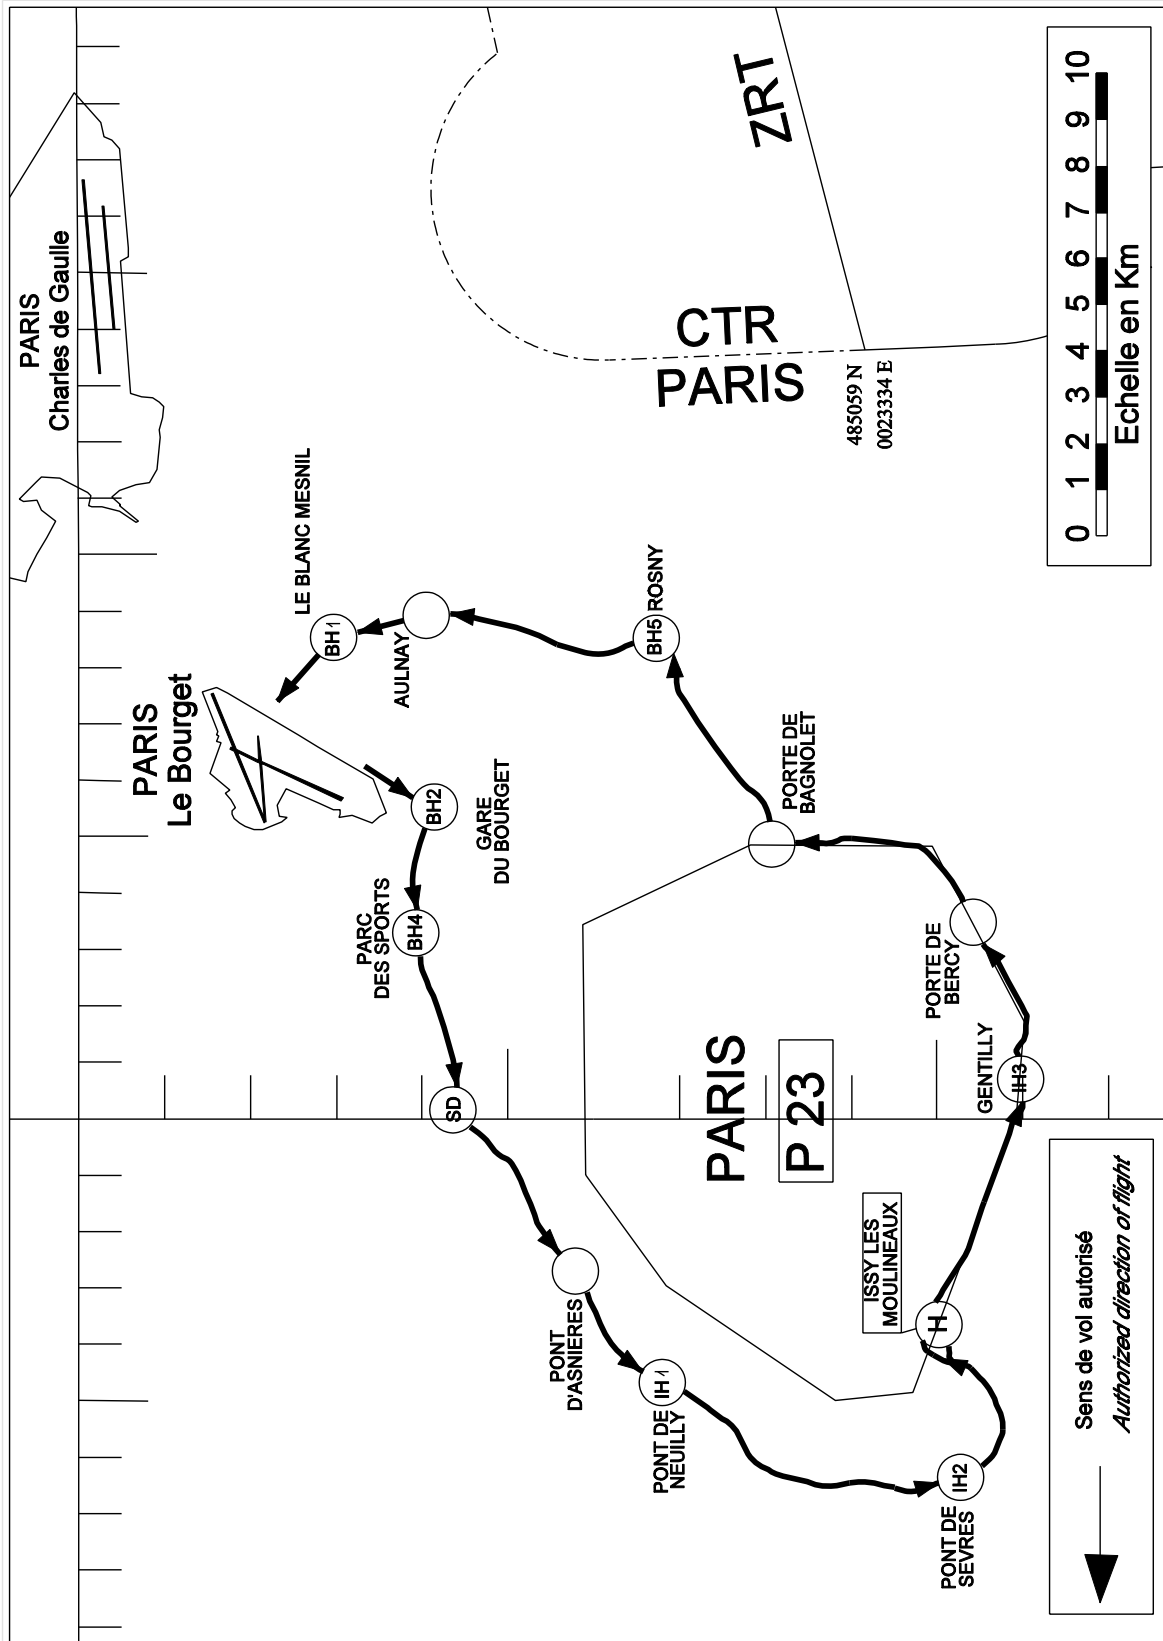 PARIS
Charles de Gaulle
PARIS
Le Bourget
LE BLANC MESNIL
BH1
AULNAY
BH2
GARE
DU BOURGET
PARC
DES SPORTS
BH4
SD
PONT
D'ASNIERES
IH1
PONT DE
NEUILLY
IH2
PONT DE
SEVRES
H
ISSY LES
MOULINEAUX
IH3
GENTILLY
PORTE DE
BERCY
PORTE DE
BAGNOLET
BH5
ROSNY
PARIS
P 23
CTR
PARIS
ZRT
485059 N
0023334 E
0 1 2 3 4 5 6 7 8 9 10
Echelle en Km
Sens de vol autorisé
Authorized direction of flight